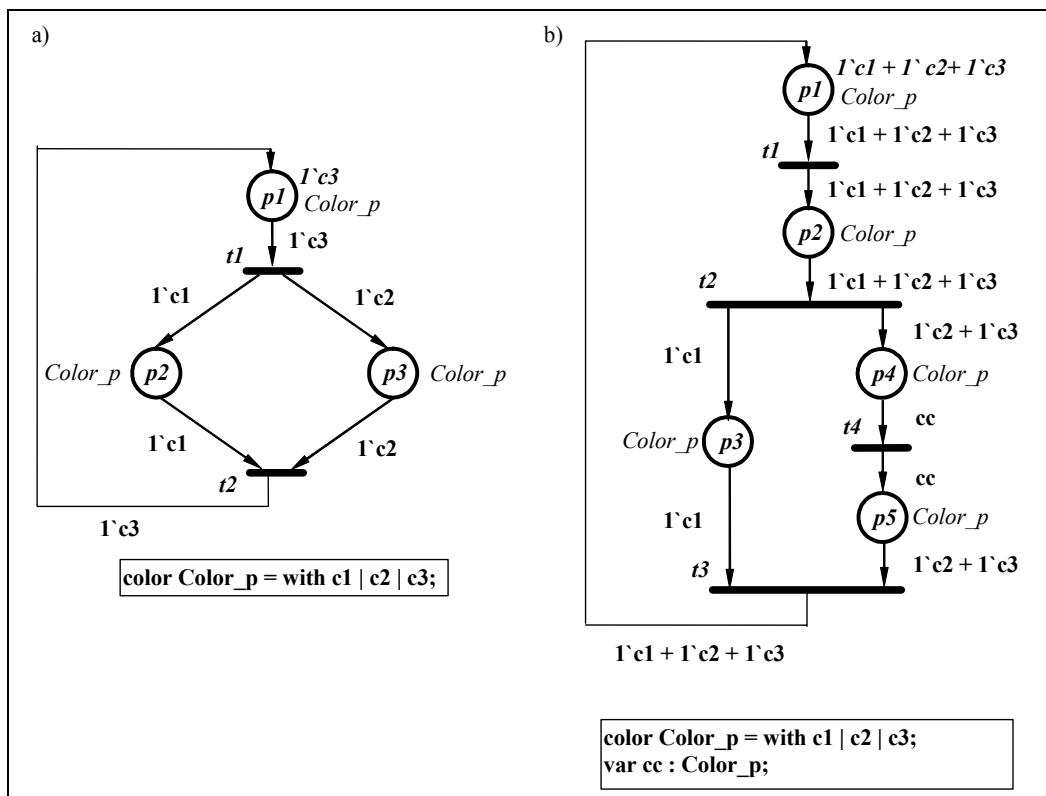 a)
1`c3
p1
Color_p
1`c3
t1
1`c1
1`c2
Color_p
p2
p3
Color_p
1`c1
1`c2
t2
1`c3
color Color_p = with c1 | c2 | c3;
b)
1`c1 + 1` c2+ 1`c3
p1
Color_p
1`c1 + 1`c2 + 1`c3
t1
1`c1 + 1`c2 + 1`c3
p2
Color_p
1`c1 + 1`c2 + 1`c3
t2
1`c2 + 1`c3
1`c1
p4
Color_p
cc
Color_p
p3
t4
cc
1`c1
p5
Color_p
1`c2 + 1`c3
t3
1`c1 + 1`c2 + 1`c3
color Color_p = with c1 | c2 | c3;
var cc : Color_p;